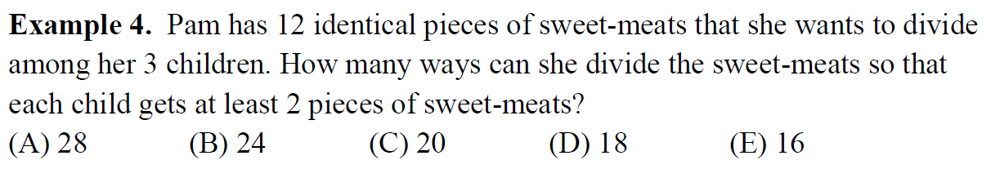 Example 4. Pam has 12 identical pieces of sweet-meats that she wants to divide
among her 3 children. How many ways can she divide the sweet-meats so that
each child gets at least 2 pieces of sweet-meats?
(A) 28 (B) 24 (C) 20 (D) 18 (E) 16